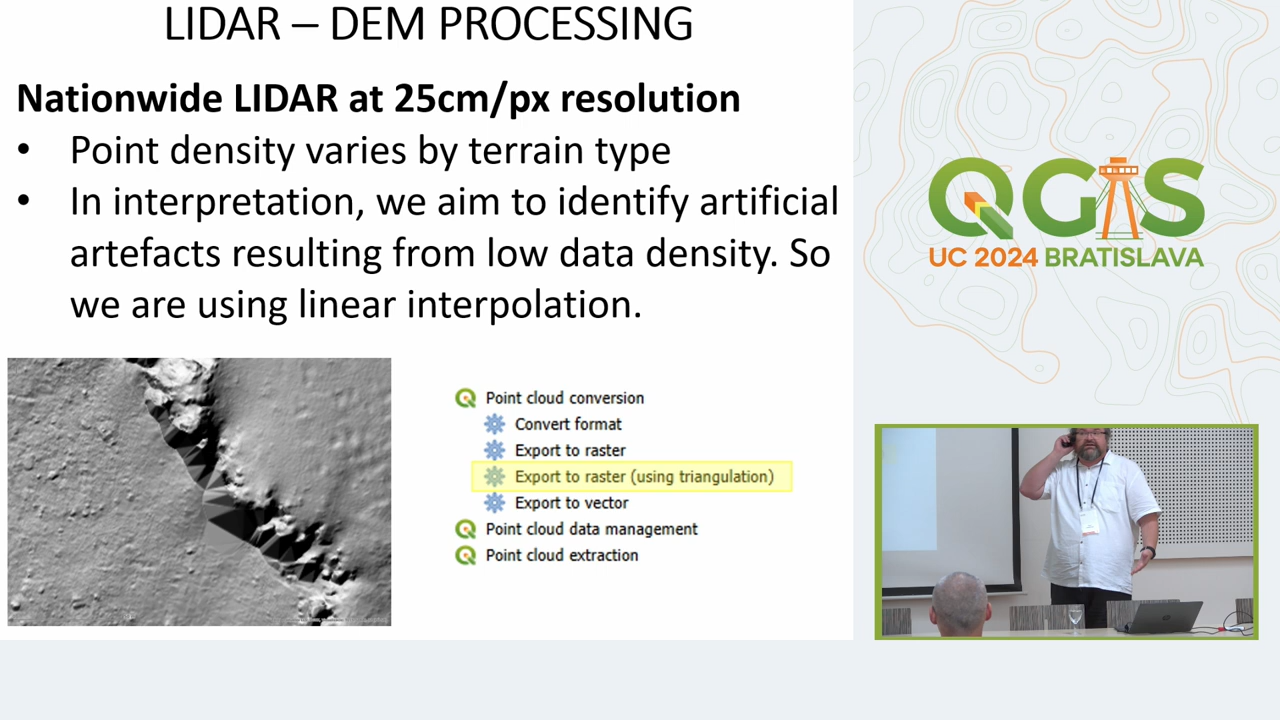 LIDAR – DEM PROCESSING
Nationwide LIDAR at 25cm/px resolution
• Point density varies by terrain type
• In interpretation, we aim to identify artificial
artefacts resulting from low data density. So
we are using linear interpolation.
Point cloud conversion
Convert format
Export to raster
Export to raster (using triangulation)
Export to vector
Point cloud data management
Point cloud extraction
QGIS
UC 2024 BRATISLAVA